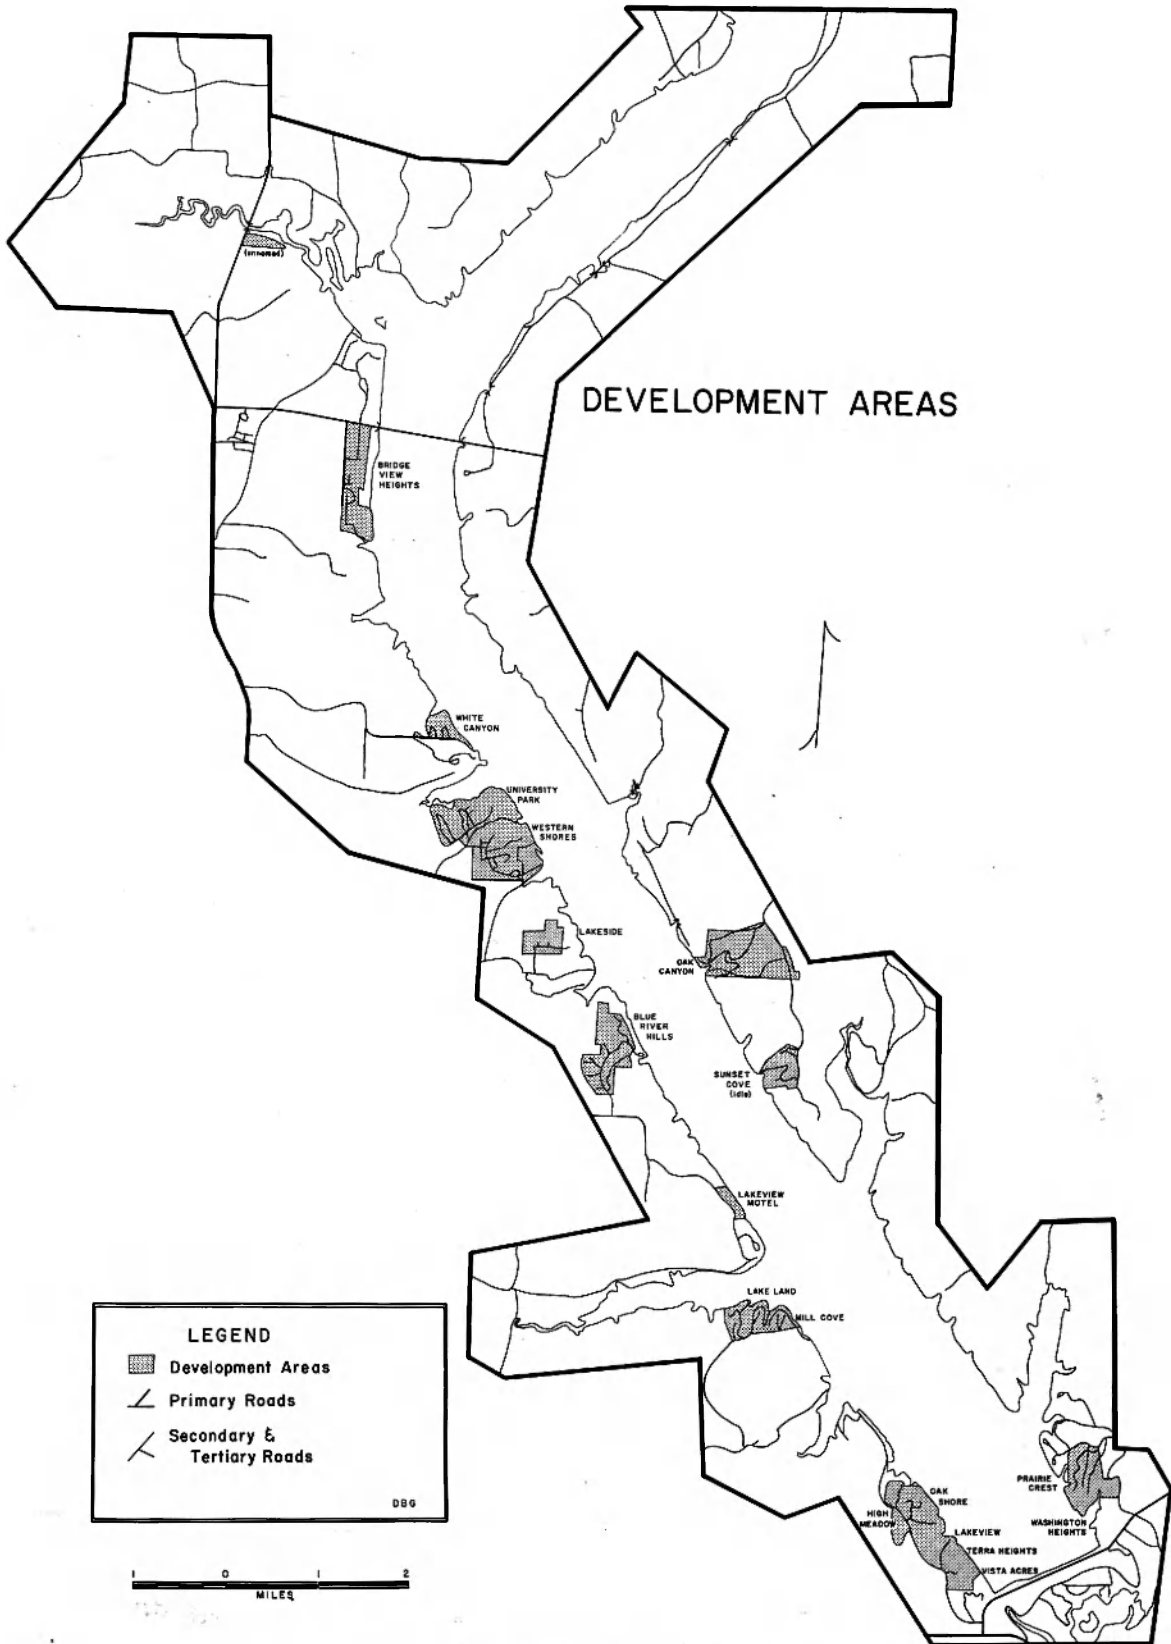 (unnamed)
DEVELOPMENT AREAS
BRIDGE
VIEW
HEIGHTS
WHITE
CANYON
UNIVERSITY
PARK
WESTERN
SHORES
LAKESIDE
OAK
CANYON
BLUE
RIVER
HILLS
SUNSET
COVE
(idle)
LAKEVIEW
MOTEL
LAKE LAND
MILL COVE
LEGEND
Development Areas
Primary Roads
Secondary &
Tertiary Roads
DBG
PRAIRIE
CREST
OAK
SHORE
HIGH
MEADOW
WASHINGTON
HEIGHTS
LAKEVIEW
TERRA HEIGHTS
VISTA ACRES
1 0 1 2
MILES